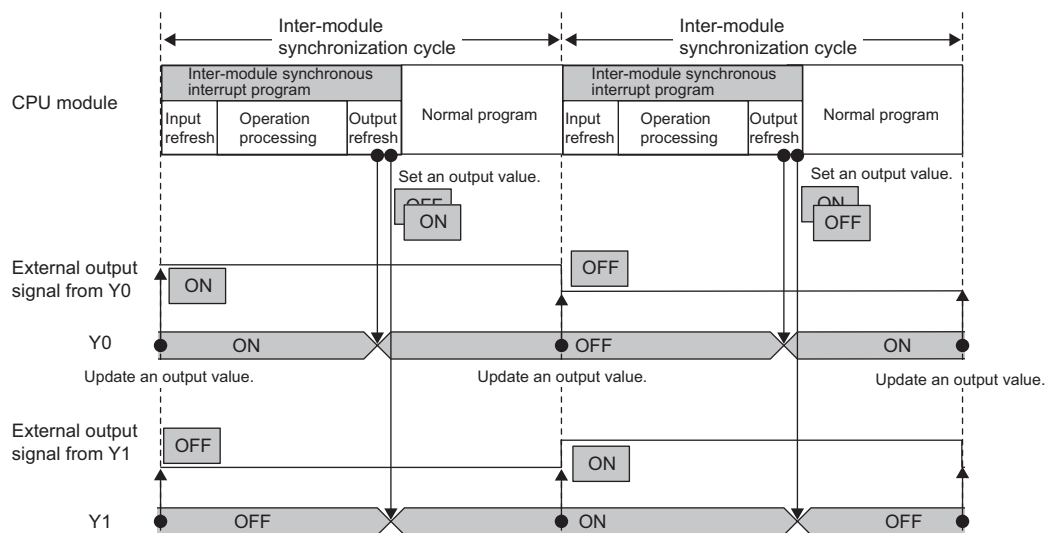 Inter-module
synchronization cycle
Inter-module
synchronization cycle
CPU module
Inter-module synchronous
interrupt program
Input
refresh
Operation
processing
Output
refresh
Normal program
Inter-module synchronous
interrupt program
Input
refresh
Operation
processing
Output
refresh
Normal program
Set an output value.
OFF
ON
Set an output value.
ON
OFF
External output
signal from Y0
ON
OFF
Y0
ON
OFF
ON
Update an output value.
Update an output value.
Update an output value.
External output
signal from Y1
OFF
ON
Y1
OFF
ON
OFF